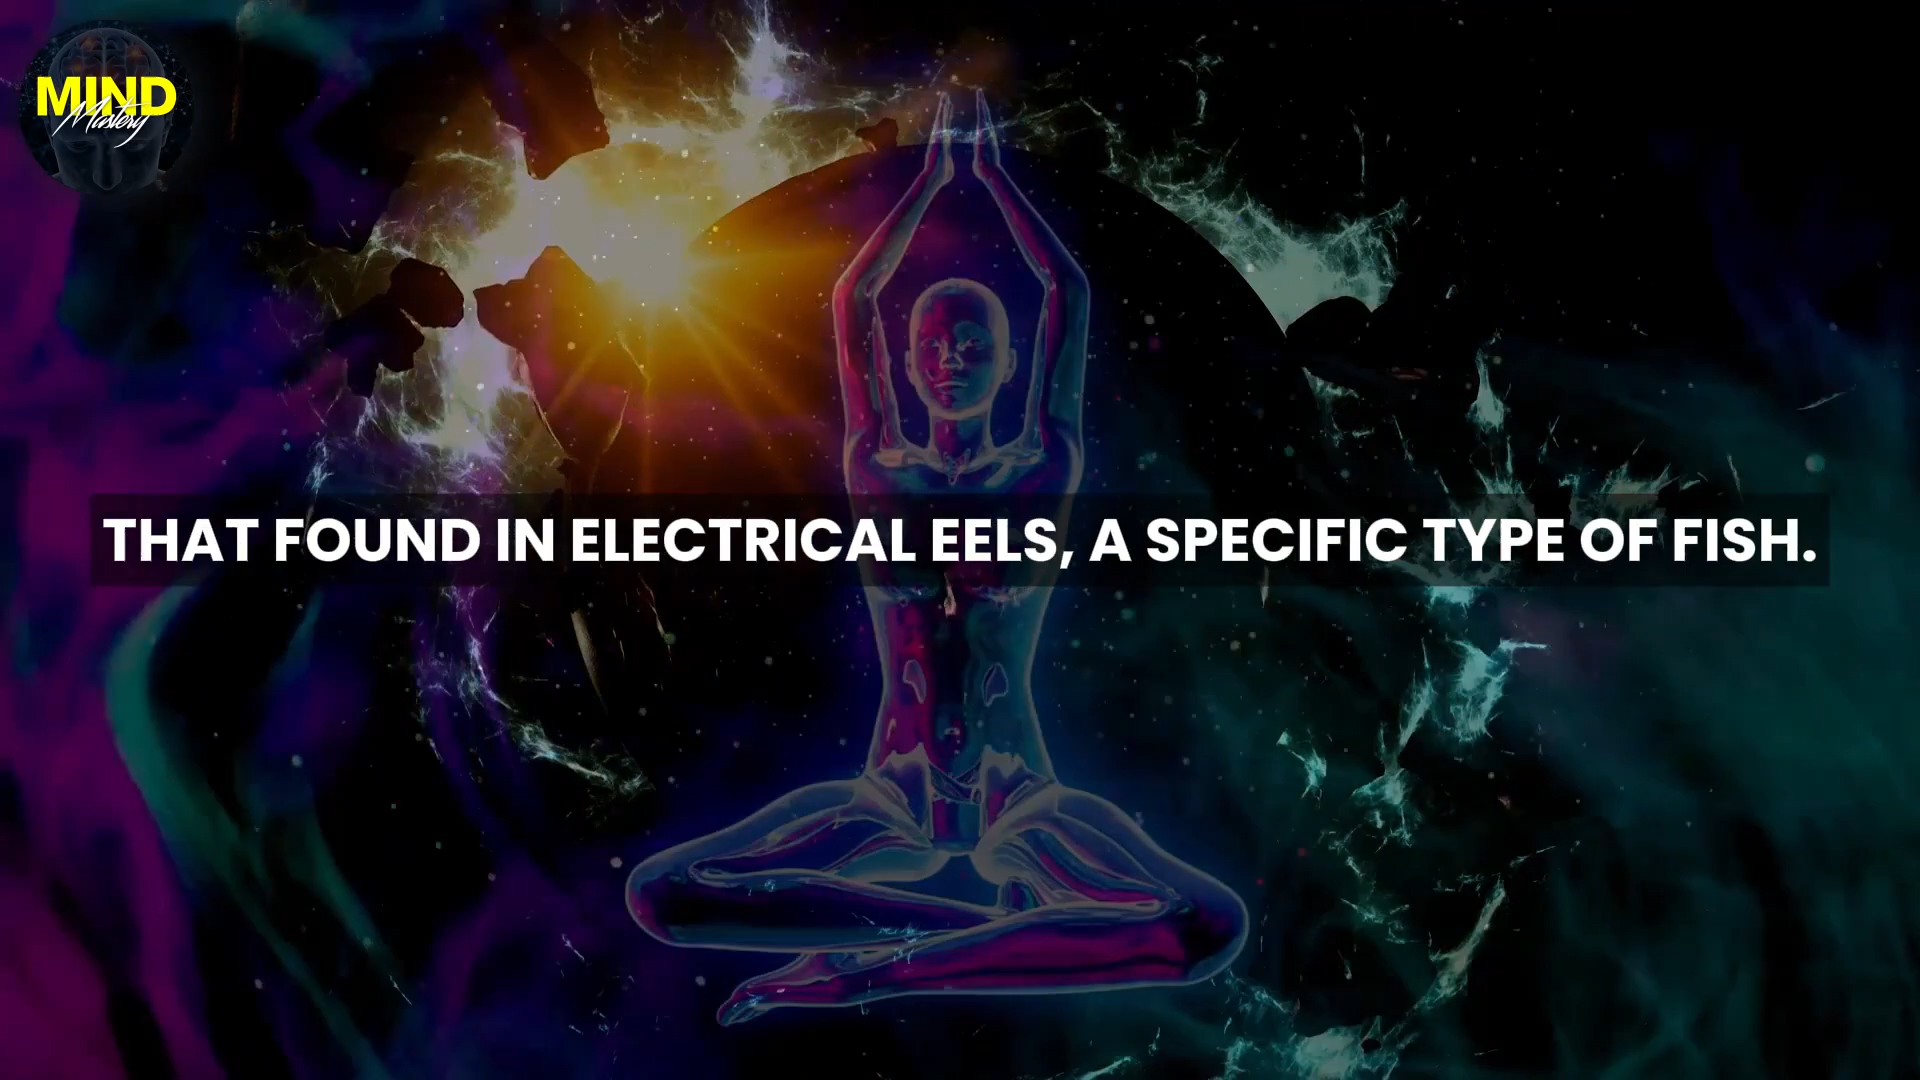 MIND
Mastery
THAT FOUND IN ELECTRICAL EELS, A SPECIFIC TYPE OF FISH.